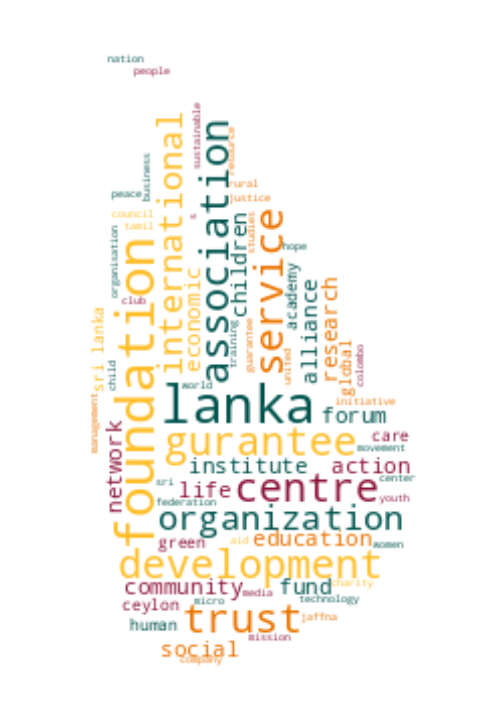 nation
people
sustainable
international
association
resource
business
peace
rural
justice
council
tamil
s
children
studies
service
organisation
foundation
hope
economic
academy
alliance
research
club
sri lanka
training
guarantee
united
global
colombo
child
world
lanka
initiative
management
forum
network
gurantee
care
movement
institute
action
sri
life
centre
center
youth
federation
organization
green
aid
education
women
development
community
media
fund
charity
ceylon
micro
technology
human
trust
jaffna
mission
social
company